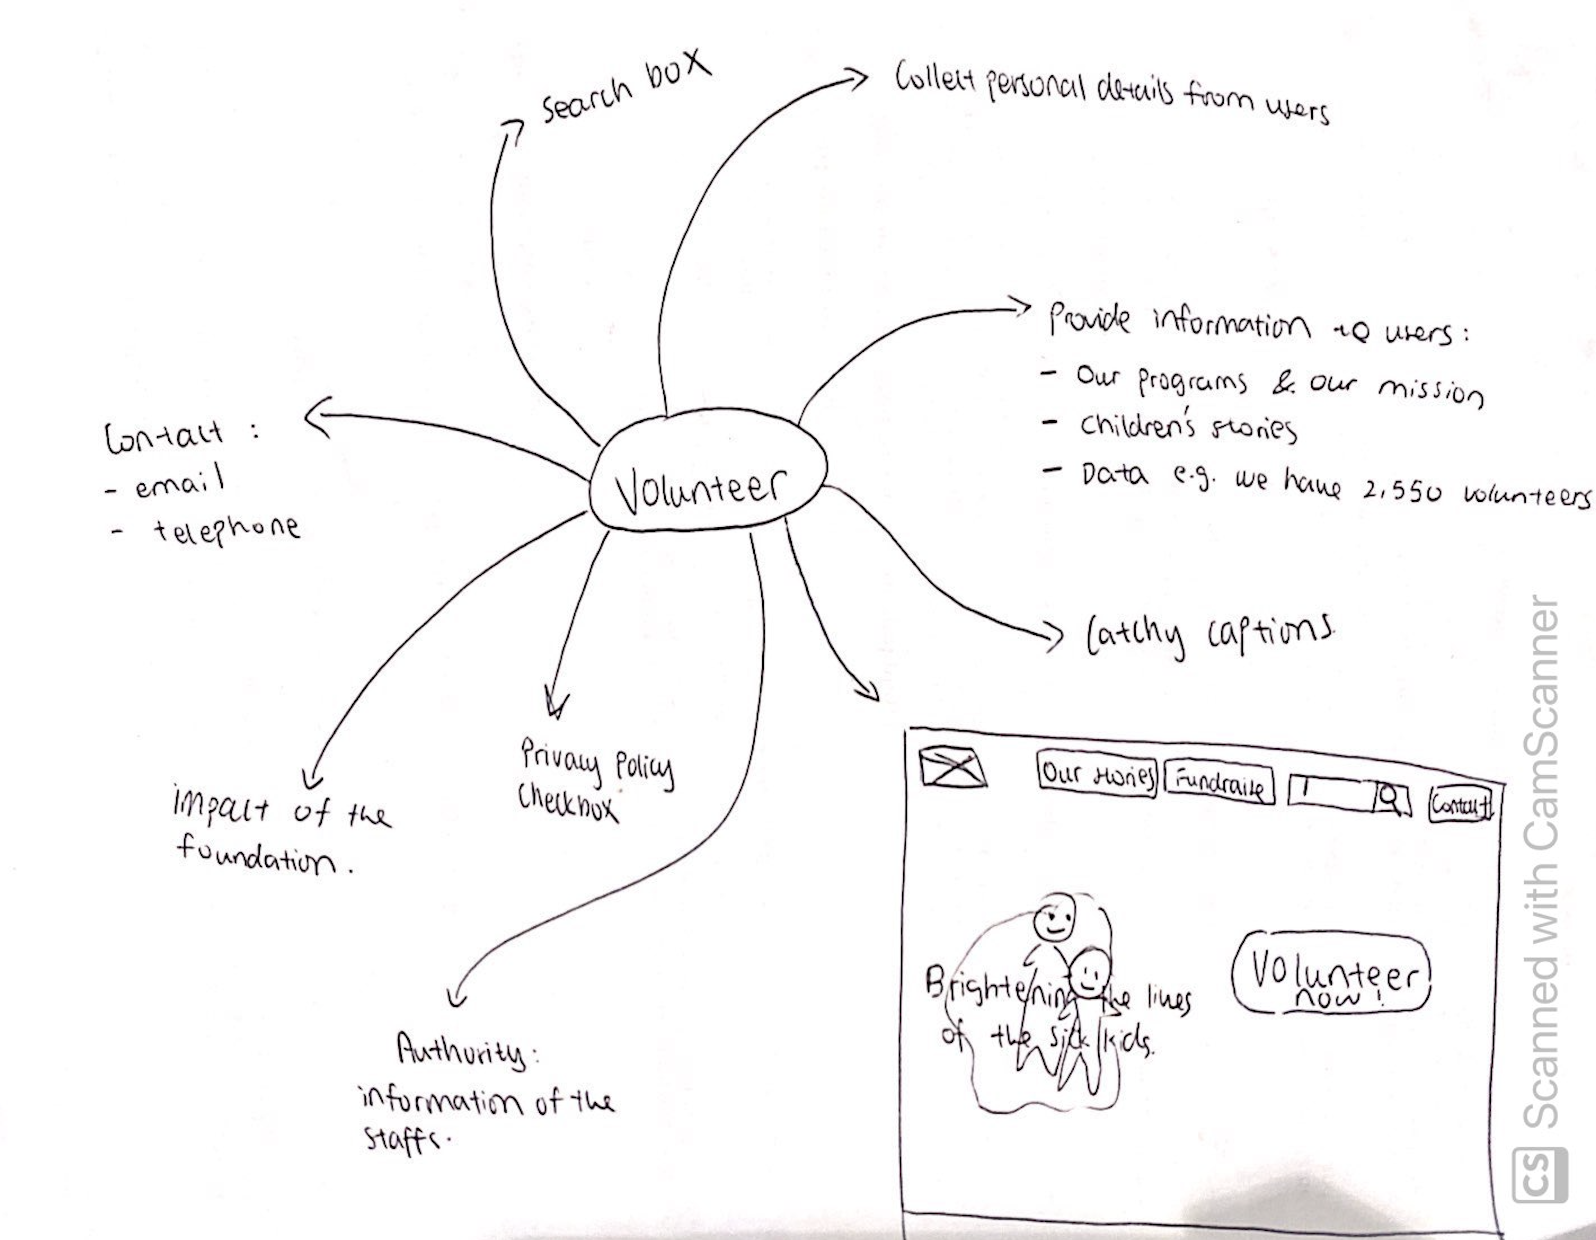 Search box
Collect personal details from users
Provide information to users:
- Our programs & our mission
- Children's stories
- Data e.g. we have 2,550 volunteers
Contact :
- email
- telephone
Volunteer
Catchy captions.
Privacy Policy
Checkbox.
impact of the
foundation.
Authority:
information of the
staffs.
Our stories
Fundraise
Contact
Brightening the lives
of the sick kids.
Volunteer
now!
CS Scanned with CamScanner